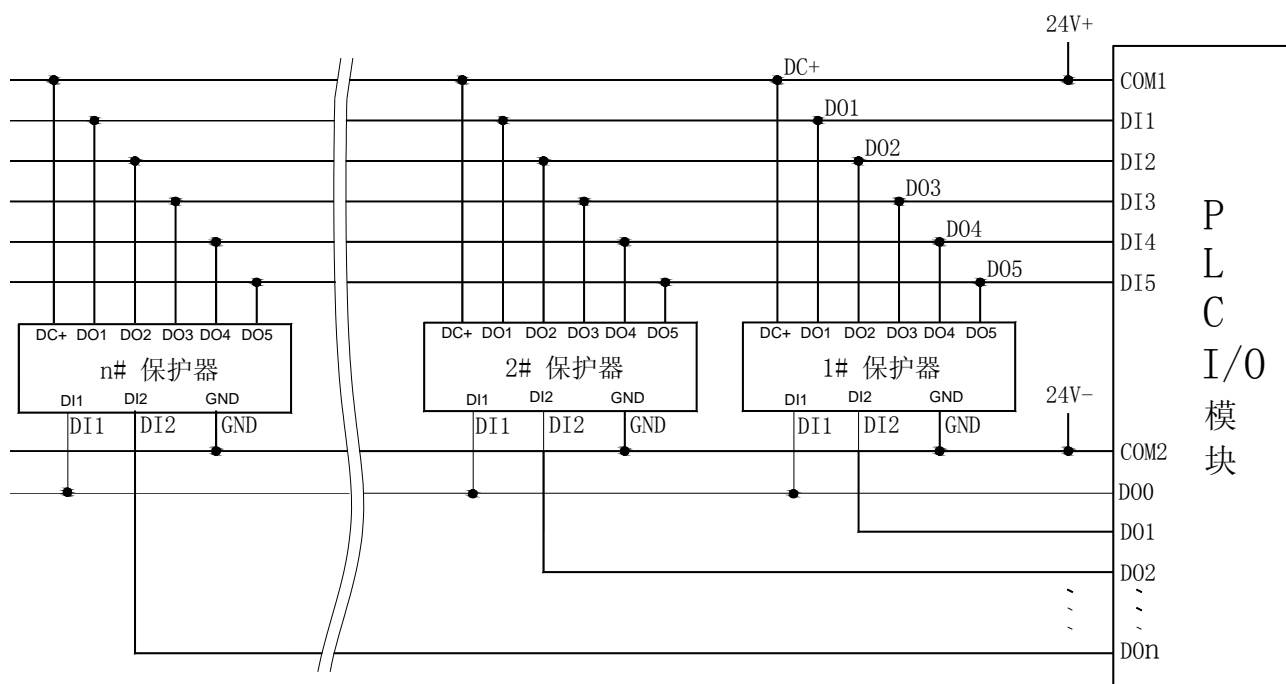 24V+
DC+
COM1
DO1
DI1
DO2
DI2
DO3
DI3
DO4
DI4
DO5
DI5
DC+ DO1 DO2 DO3 DO4 DO5
n# 保护器
DI1 DI2 GND
DI1 DI2 GND
DC+ DO1 DO2 DO3 DO4 DO5
2# 保护器
DI1 DI2 GND
DI1 DI2 GND
DC+ DO1 DO2 DO3 DO4 DO5
1# 保护器
DI1 DI2 GND
DI1 DI2 GND
24V-
COM2
DO0
DO1
DO2
DOn
P
L
C
I/O
模
块